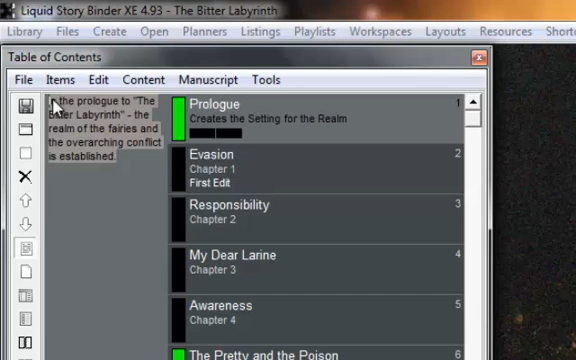 Liquid Story Binder XE 4.93 - The Bitter Labyrinth
Library Files Create Open Planners Listings Playlists Workspaces Layouts Resources Shortc
Table of Contents
File Items Edit Content Manuscript Tools
the prologue to "The
Bitter Labyrinth" - the
realm of the fairies and
the overarching conflict
is established.
Prologue 1
Creates the Setting for the Realm
Evasion 2
Chapter 1
First Edit
Responsibility 3
Chapter 2
My Dear Larine 4
Chapter 3
Awareness 5
Chapter 4
The Pretty and the Poison 6